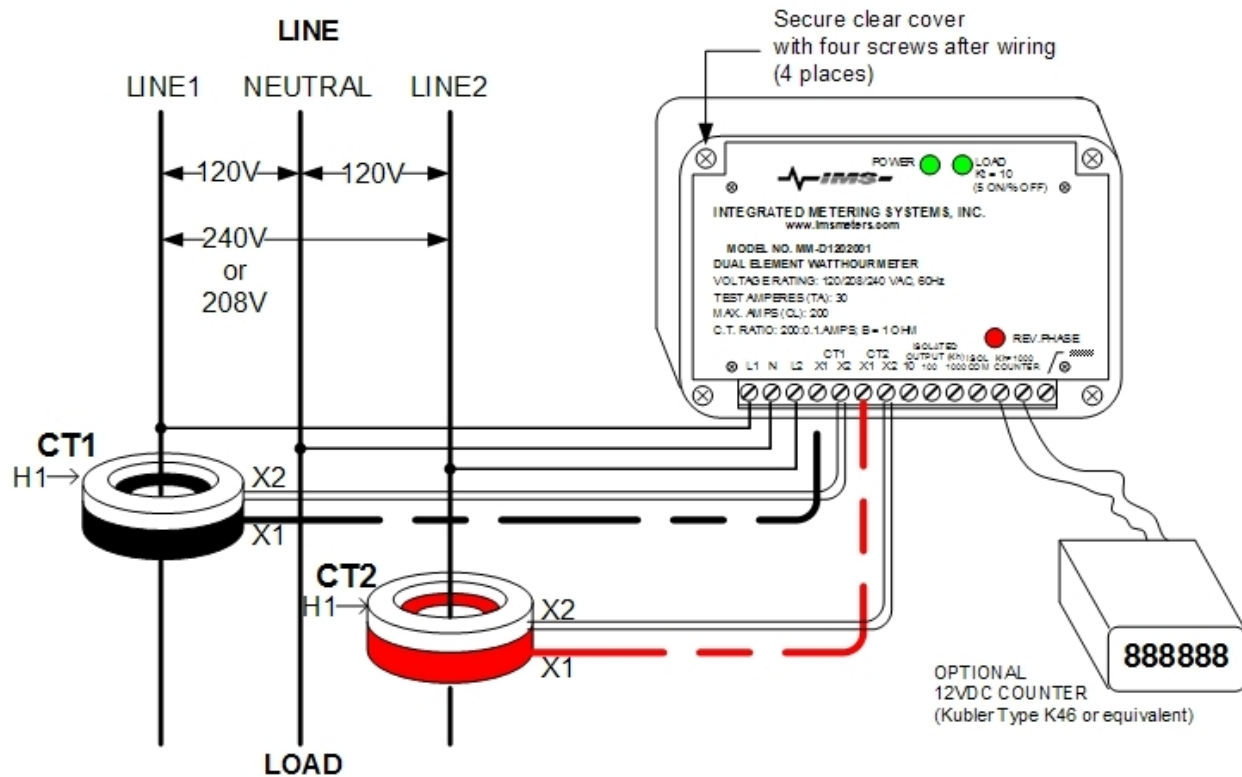 LINE
LINE1 NEUTRAL LINE2
120V 120V
240V
or
208V
Secure clear cover
with four screws after wiring
(4 places)
POWER LOAD
Kt = 10
(5 ON/% OFF)
IMS
INTEGRATED METERING SYSTEMS, INC.
www.imsmeters.com
MODEL NO. MM-D1202001
DUAL ELEMENT WATTHOURMETER
VOLTAGE RATING: 120/208/240 VAC, 60Hz
TEST AMPERES (TA): 30
MAX. AMPS (CL): 200
C.T. RATIO: 200:0.1 AMPS; B = 1 OHM
REV.PHASE
CT1 CT2 ISOLATED
OUTPUT (Kh) Kh=1000
L1 N L2 X1 X2 X1 X2 10 100 1000 ISOL COM COUNTER
CT1
H1
X2
X1
CT2
H1
X2
X1
888888
OPTIONAL
12VDC COUNTER
(Kubler Type K46 or equivalent)
LOAD